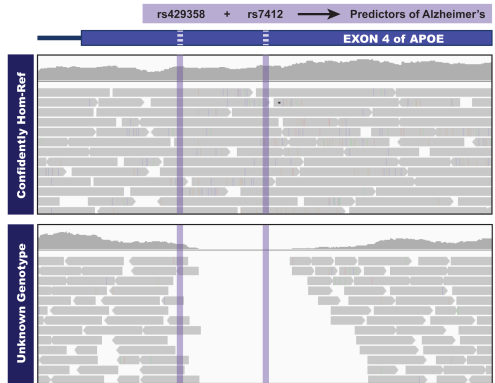 rs429358 + rs7412 → Predictors of Alzheimer's
EXON 4 of APOE
Confidently Hom-Ref
Unknown Genotype